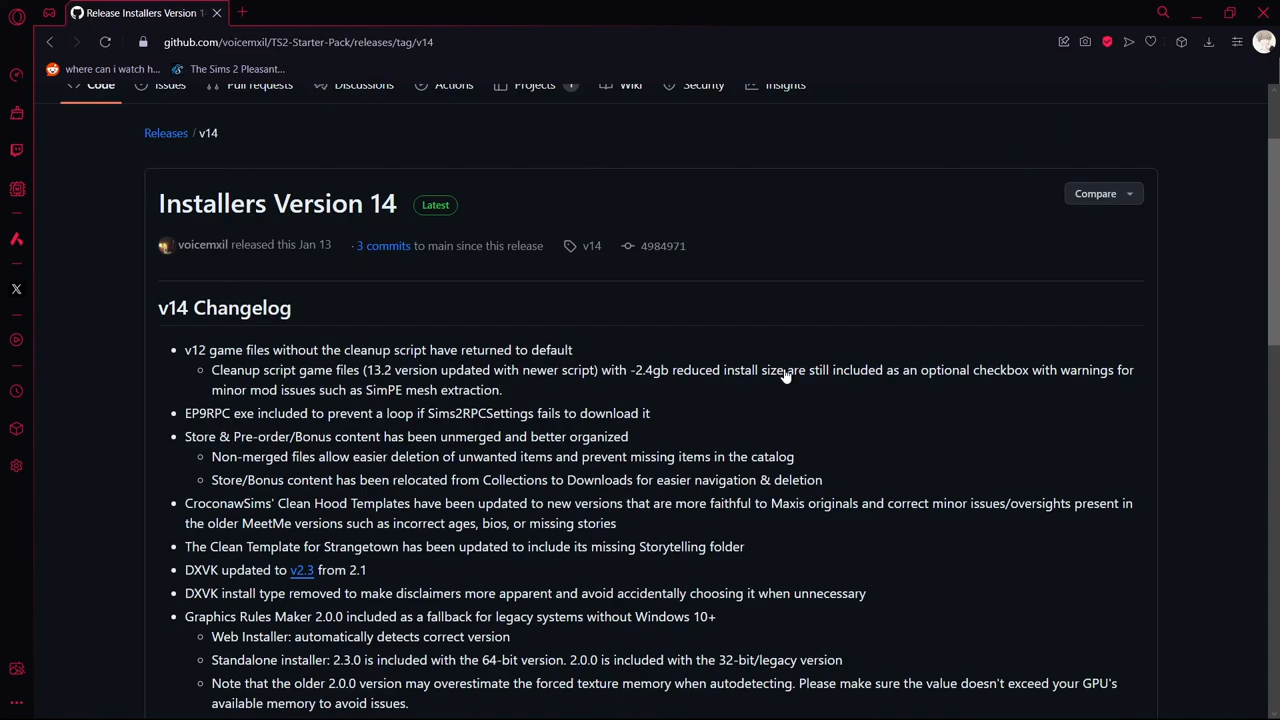 Release Installers Version 1
github.com/voicemxil/TS2-Starter-Pack/releases/tag/v14
where can i watch h...
The Sims 2 Pleasant...
Code
Issues
Pull requests
Discussions
Actions
Projects
1
Wiki
Security
Insights
Releases / v14
Installers Version 14
Latest
Compare
voicemxil released this Jan 13
· 3 commits to main since this release
v14
4984971
v14 Changelog
• v12 game files without the cleanup script have returned to default
Cleanup script game files (13.2 version updated with newer script) with -2.4gb reduced install size are still included as an optional checkbox with warnings for
minor mod issues such as SimPE mesh extraction.
• EP9RPC exe included to prevent a loop if Sims2RPCSettings fails to download it
• Store & Pre-order/Bonus content has been unmerged and better organized
Non-merged files allow easier deletion of unwanted items and prevent missing items in the catalog
Store/Bonus content has been relocated from Collections to Downloads for easier navigation & deletion
• CroconawSims' Clean Hood Templates have been updated to new versions that are more faithful to Maxis originals and correct minor issues/oversights present in
the older MeetMe versions such as incorrect ages, bios, or missing stories
• The Clean Template for Strangetown has been updated to include its missing Storytelling folder
• DXVK updated to v2.3 from 2.1
• DXVK install type removed to make disclaimers more apparent and avoid accidentally choosing it when unnecessary
• Graphics Rules Maker 2.0.0 included as a fallback for legacy systems without Windows 10+
Web Installer: automatically detects correct version
Standalone installer: 2.3.0 is included with the 64-bit version. 2.0.0 is included with the 32-bit/legacy version
Note that the older 2.0.0 version may overestimate the forced texture memory when autodetecting. Please make sure the value doesn't exceed your GPU's
available memory to avoid issues.